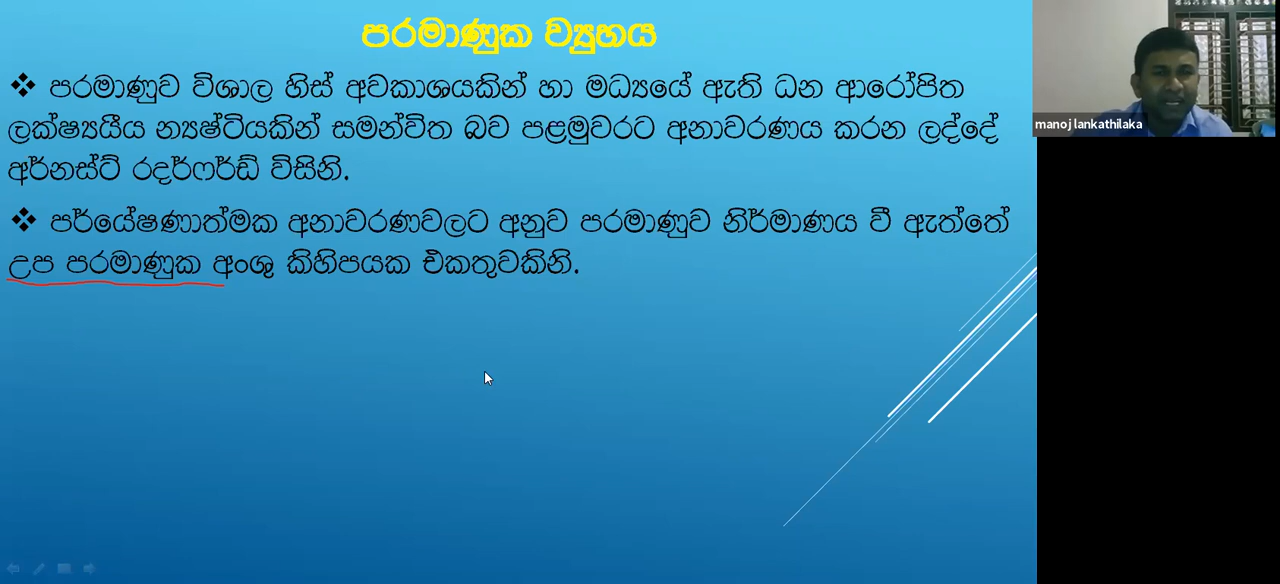 පරමාණුක ව්‍යුහය
❖ පරමාණුව විශාල හිස් අවකාශයකින් හා මධ්‍යයේ ඇති ධන ආරෝපිත
ලක්ෂ්‍යයීය න්‍යෂ්ටියකින් සමන්විත බව පළමුවරට අනාවරණය කරන ලද්දේ
අර්නස්ට් රදර්ෆර්ඩ් විසිනි.
❖ පර්යේෂණාත්මක අනාවරණවලට අනුව පරමාණුව නිර්මාණය වී ඇත්තේ
උප පරමාණුක අංශු කිහිපයක එකතුවකිනි.
manoj lankathilaka